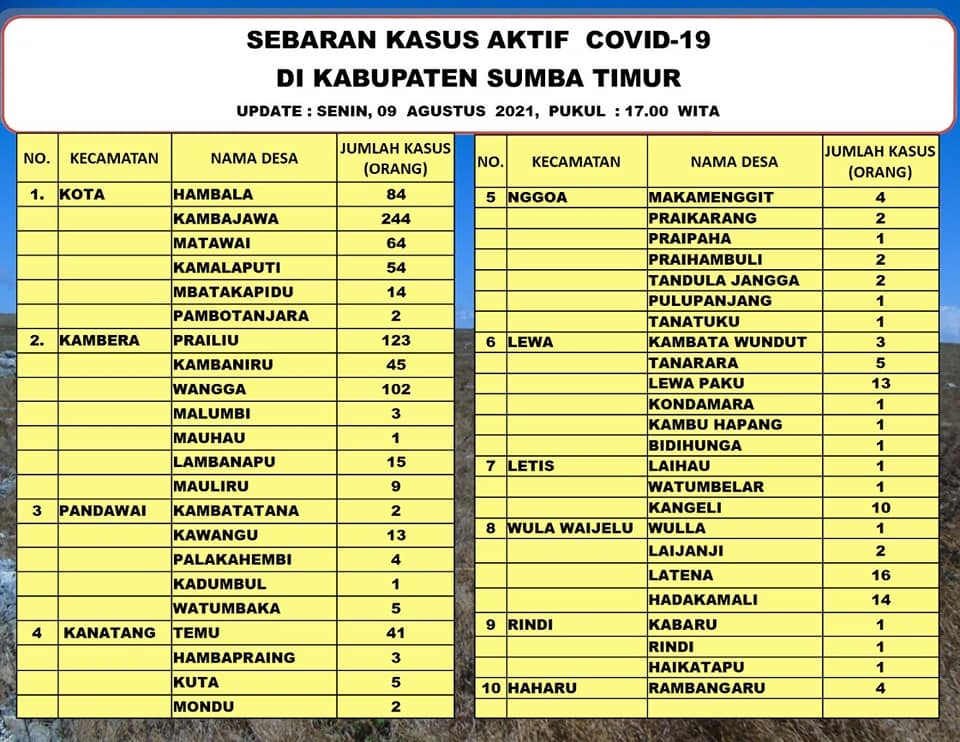 SEBARAN KASUS AKTIF COVID-19
DI KABUPATEN SUMBA TIMUR
UPDATE : SENIN, 09 AGUSTUS 2021, PUKUL : 17.00 WITA
NO. KECAMATAN NAMA DESA JUMLAH KASUS (ORANG)
1. KOTA HAMBALA 84
KAMBAJAWA 244
MATAWAI 64
KAMALAPUTI 54
MBATAKAPIDU 14
PAMBOTANJARA 2
2. KAMBERA PRAILIU 123
KAMBANIRU 45
WANGGA 102
MALUMBI 3
MAUHAU 1
LAMBANAPU 15
MAULIRU 9
3 PANDAWAI KAMBATATANA 2
KAWANGU 13
PALAKAHEMBI 4
KADUMBUL 1
WATUMBAKA 5
4 KANATANG TEMU 41
HAMBAPRAING 3
KUTA 5
MONDU 2
NO. KECAMATAN NAMA DESA JUMLAH KASUS (ORANG)
5 NGGOA MAKAMENGGIT 4
PRAIKARANG 2
PRAIPAHA 1
PRAIHAMBULI 2
TANDULA JANGGA 2
PULUPANJANG 1
TANATUKU 1
6 LEWA KAMBATA WUNDUT 3
TANARARA 5
LEWA PAKU 13
KONDAMARA 1
KAMBU HAPANG 1
BIDIHUNGA 1
7 LETIS LAIHAU 1
WATUMBELAR 1
KANGELI 10
8 WULA WAIJELU WULLA 1
LAIJANJI 2
LATENA 16
HADAKAMALI 14
9 RINDI KABARU 1
RINDI 1
HAIKATAPU 1
10 HAHARU RAMBANGARU 4